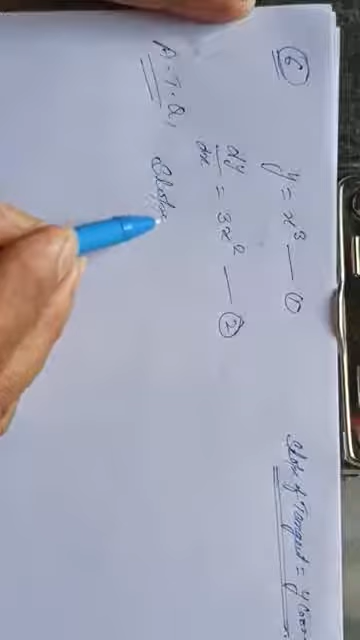 6
y = x³ — ①
dy/dx = 3x² — ②
A.T.Q,
Slope
Slope of Tangent = y